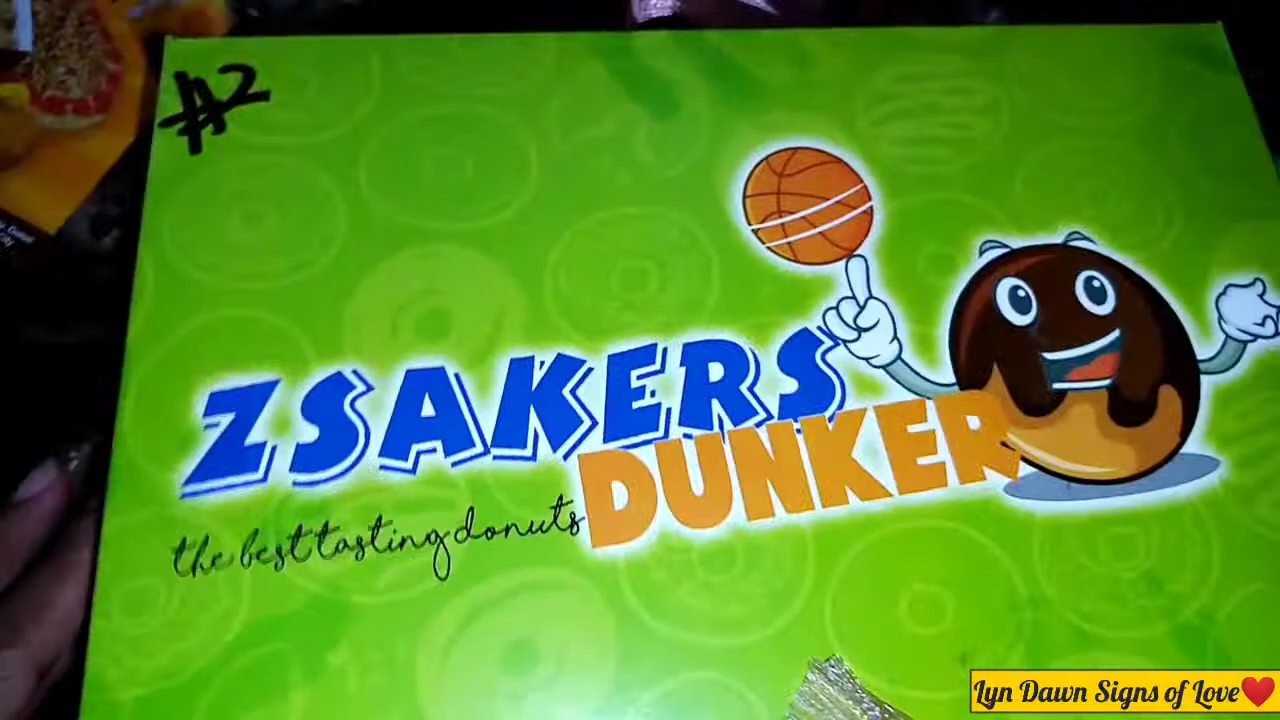 #2
ZSAKERS
DUNKER
the best tasting donuts
Lyn Dawn Signs of Love❤️